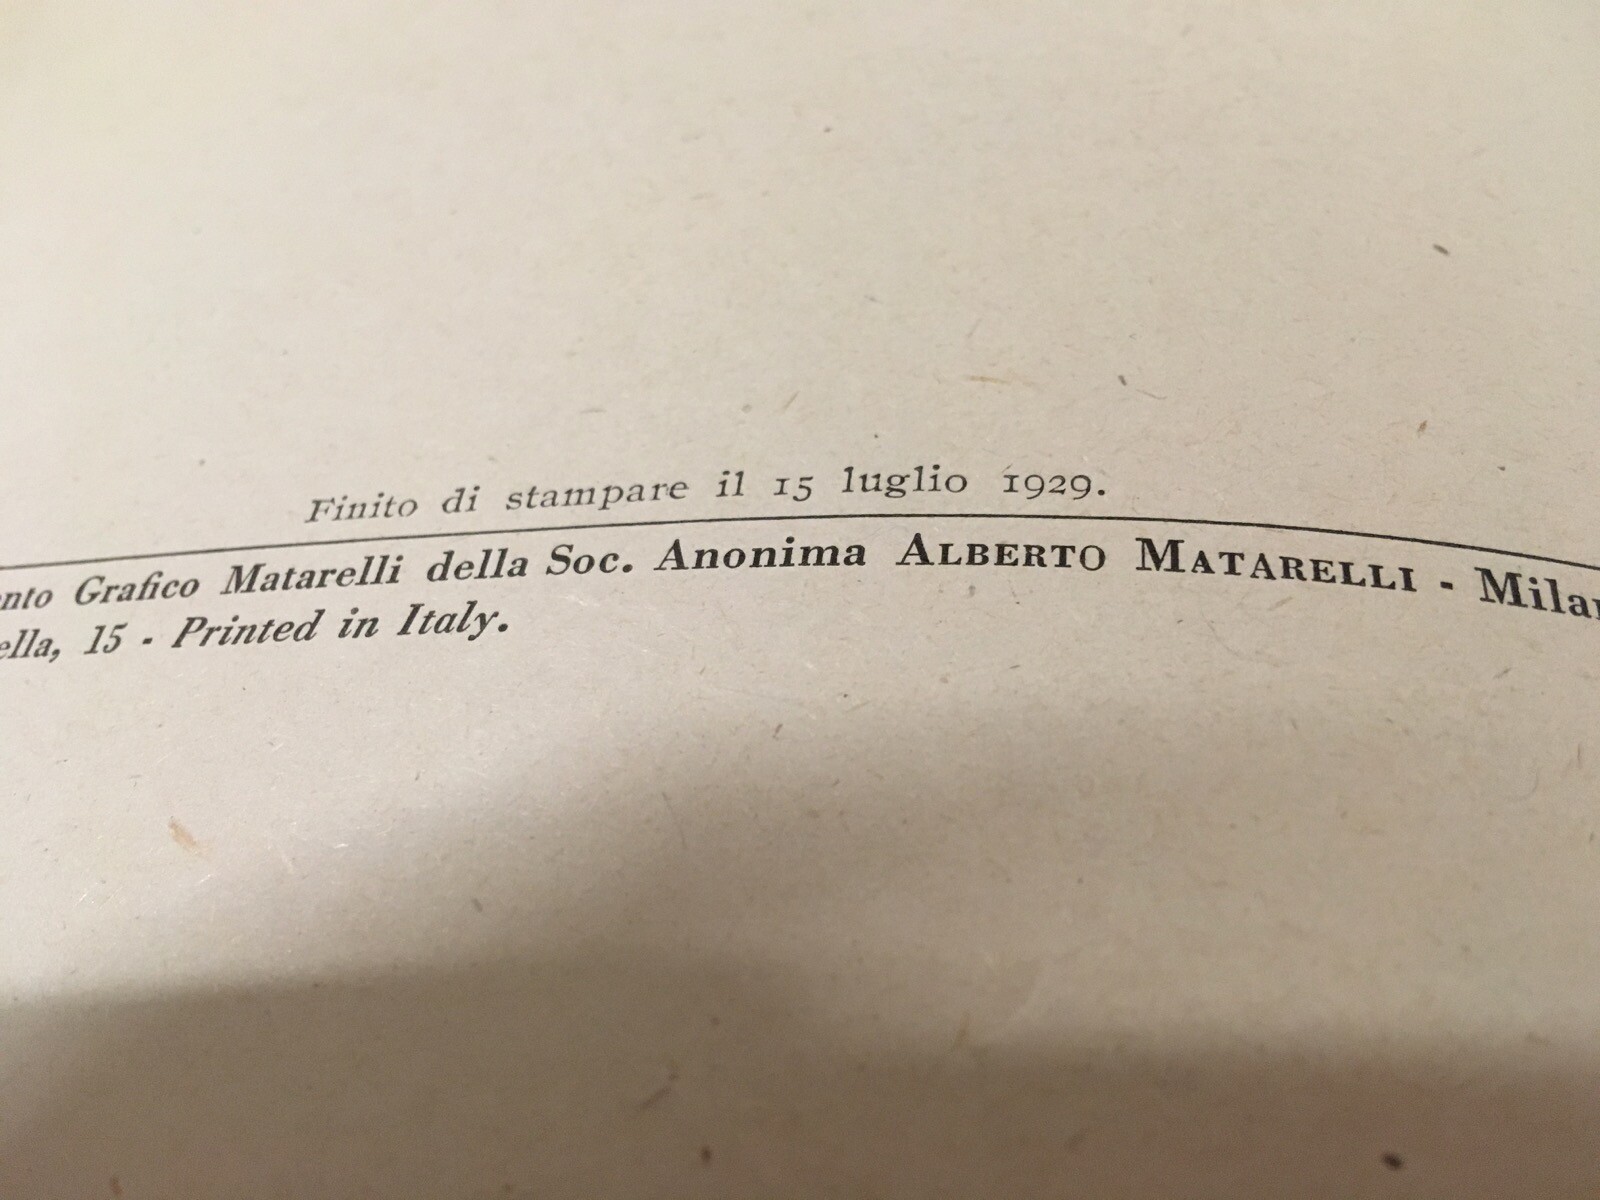 Finito di stampare il 15 luglio 1929.
Grafico Matarelli della Soc. Anonima ALBERTO MATARELLI -
15 - Printed in Italy.